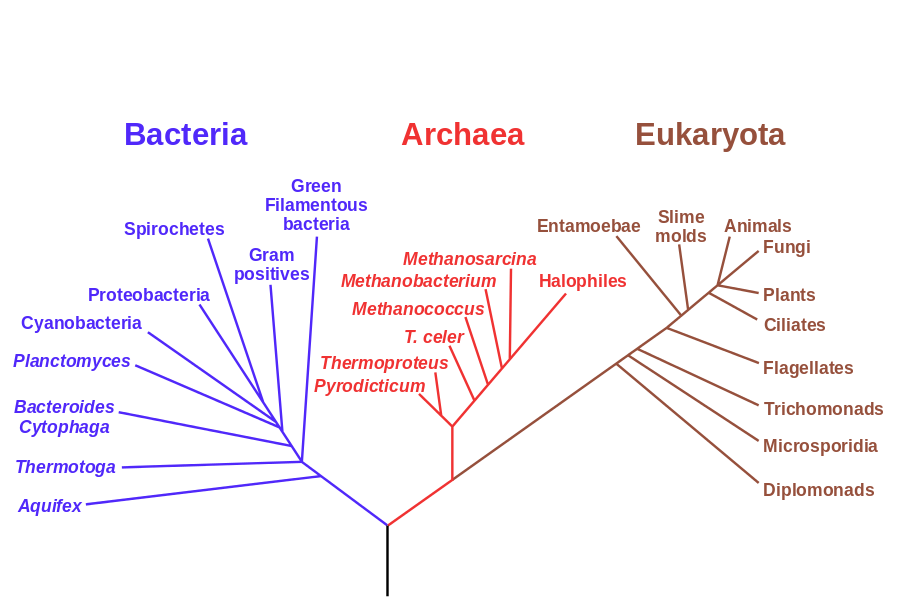 Bacteria
Archaea
Eukaryota
Green
Filamentous
bacteria
Spirochetes
Gram
positives
Proteobacteria
Cyanobacteria
Planctomyces
Bacteroides
Cytophaga
Thermotoga
Aquifex
Methanosarcina
Methanobacterium
Halophiles
Methanococcus
T. celer
Thermoproteus
Pyrodicticum
Entamoebae
Slime
molds
Animals
Fungi
Plants
Ciliates
Flagellates
Trichomonads
Microsporidia
Diplomonads